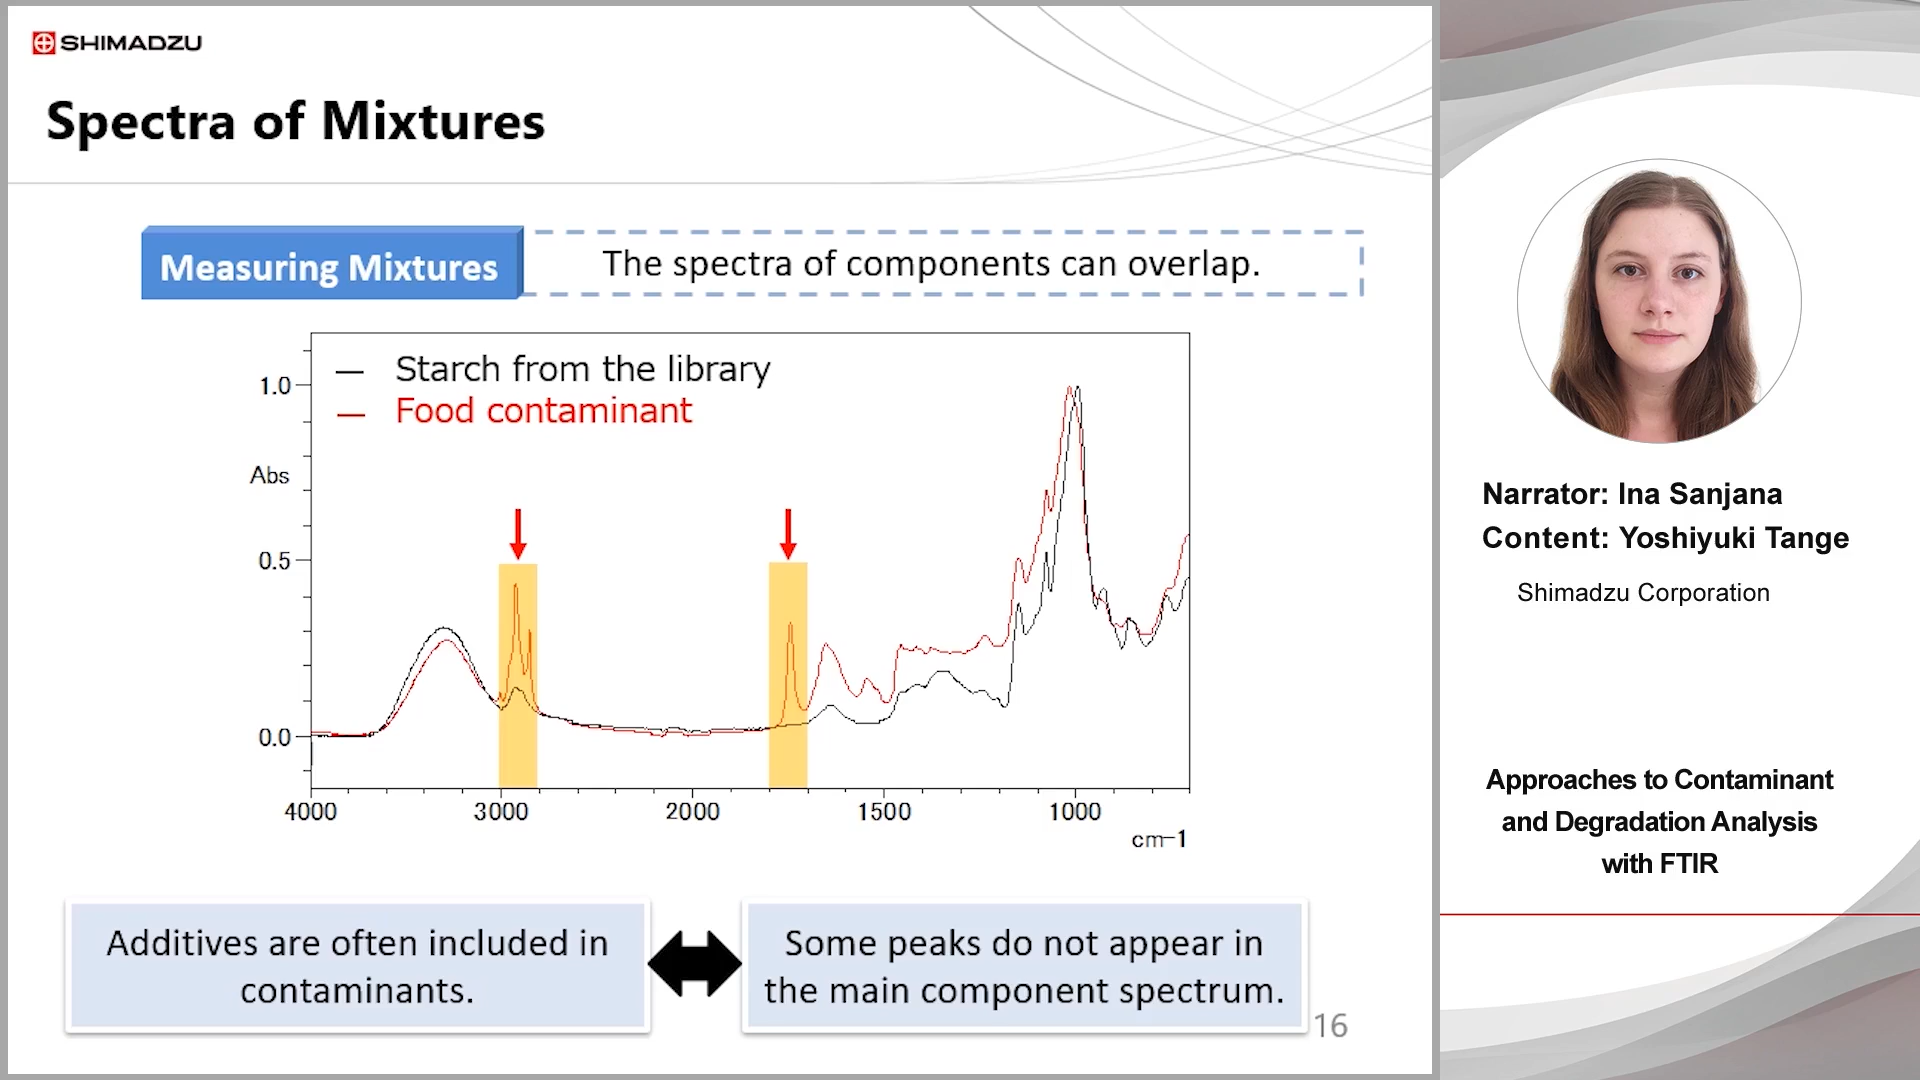 SHIMADZU
Spectra of Mixtures
Measuring Mixtures
The spectra of components can overlap.
Starch from the library
Food contaminant
1.0
Abs
0.5
0.0
4000
3000
2000
1500
1000
cm-1
Additives are often included in
contaminants.
Some peaks do not appear in
the main component spectrum.
16
Narrator: Ina Sanjana
Content: Yoshiyuki Tange
Shimadzu Corporation
Approaches to Contaminant
and Degradation Analysis
with FTIR